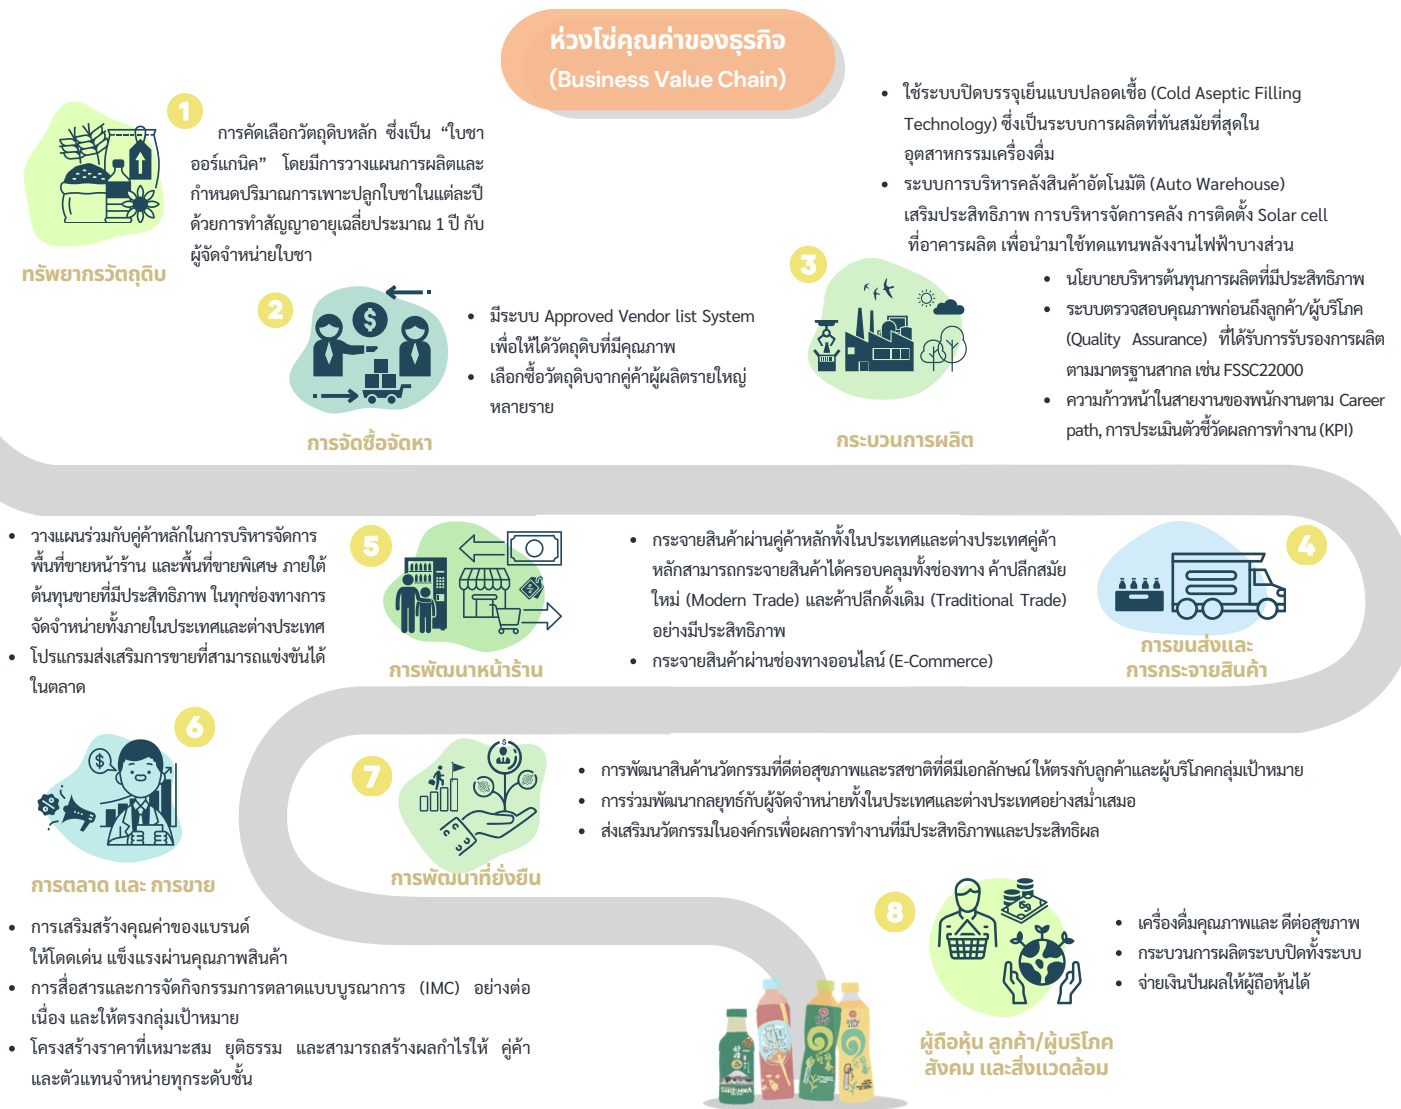 ห่วงโซ่คุณค่าของธุรกิจ
(Business Value Chain)
1
การคัดเลือกวัตถุดิบหลัก ซึ่งเป็น “ใบชา
ออร์แกนิค” โดยมีการวางแผนการผลิตและ
กำหนดปริมาณการเพาะปลูกใบชาในแต่ละปี
ด้วยการทำสัญญาอายุเฉลี่ยประมาณ 1 ปี กับ
ผู้จัดจำหน่ายใบชา
ทรัพยากรวัตถุดิบ
2
• มีระบบ Approved Vendor list System
เพื่อให้ได้วัตถุดิบที่มีคุณภาพ
• เลือกซื้อวัตถุดิบจากคู่ค้าผู้ผลิตรายใหญ่
หลายราย
การจัดซื้อจัดหา
• ใช้ระบบปิดบรรจุเย็นแบบปลอดเชื้อ (Cold Aseptic Filling
Technology) ซึ่งเป็นระบบการผลิตที่ทันสมัยที่สุดใน
อุตสาหกรรมเครื่องดื่ม
• ระบบการบริหารคลังสินค้าอัตโนมัติ (Auto Warehouse)
เสริมประสิทธิภาพ การบริหารจัดการคลัง การติดตั้ง Solar cell
ที่อาคารผลิต เพื่อนำมาใช้ทดแทนพลังงานไฟฟ้าบางส่วน
3
• นโยบายบริหารต้นทุนการผลิตที่มีประสิทธิภาพ
• ระบบตรวจสอบคุณภาพก่อนถึงลูกค้า/ผู้บริโภค
(Quality Assurance) ที่ได้รับการรับรองการผลิต
ตามมาตรฐานสากล เช่น FSSC22000
• ความก้าวหน้าในสายงานของพนักงานตาม Career
path, การประเมินตัวชี้วัดผลการทำงาน (KPI)
กระบวนการผลิต
4
• กระจายสินค้าผ่านคู่ค้าหลักทั้งในประเทศและต่างประเทศคู่ค้า
หลักสามารถกระจายสินค้าได้ครอบคลุมทั้งช่องทาง ค้าปลีกสมัย
ใหม่ (Modern Trade) และค้าปลีกดั้งเดิม (Traditional Trade)
อย่างมีประสิทธิภาพ
• กระจายสินค้าผ่านช่องทางออนไลน์ (E-Commerce)
การขนส่งและ
การกระจายสินค้า
5
• วางแผนร่วมกับคู่ค้าหลักในการบริหารจัดการ
พื้นที่ขายหน้าร้าน และพื้นที่ขายพิเศษ ภายใต้
ต้นทุนขายที่มีประสิทธิภาพ ในทุกช่องทางการ
จัดจำหน่ายทั้งภายในประเทศและต่างประเทศ
• โปรแกรมส่งเสริมการขายที่สามารถแข่งขันได้
ในตลาด
การพัฒนาหน้าร้าน
6
การตลาด และ การขาย
• การเสริมสร้างคุณค่าของแบรนด์
ให้โดดเด่น แข็งแรงผ่านคุณภาพสินค้า
• การสื่อสารและการจัดกิจกรรมการตลาดแบบบูรณาการ (IMC) อย่างต่อ
เนื่อง และให้ตรงกลุ่มเป้าหมาย
• โครงสร้างราคาที่เหมาะสม ยุติธรรม และสามารถสร้างผลกำไรให้ คู่ค้า
และตัวแทนจำหน่ายทุกระดับชั้น
7
• การพัฒนาสินค้านวัตกรรมที่ดีต่อสุขภาพและรสชาติที่ดีมีเอกลักษณ์ ให้ตรงกับลูกค้าและผู้บริโภคกลุ่มเป้าหมาย
• การร่วมพัฒนากลยุทธ์กับผู้จัดจำหน่ายทั้งในประเทศและต่างประเทศอย่างสม่ำเสมอ
• ส่งเสริมนวัตกรรมในองค์กรเพื่อผลการทำงานที่มีประสิทธิภาพและประสิทธิผล
การพัฒนาที่ยั่งยืน
8
• เครื่องดื่มคุณภาพและ ดีต่อสุขภาพ
• กระบวนการผลิตระบบปิดทั้งระบบ
• จ่ายเงินปันผลให้ผู้ถือหุ้นได้
ผู้ถือหุ้น ลูกค้า/ผู้บริโภค
สังคม และสิ่งแวดล้อม